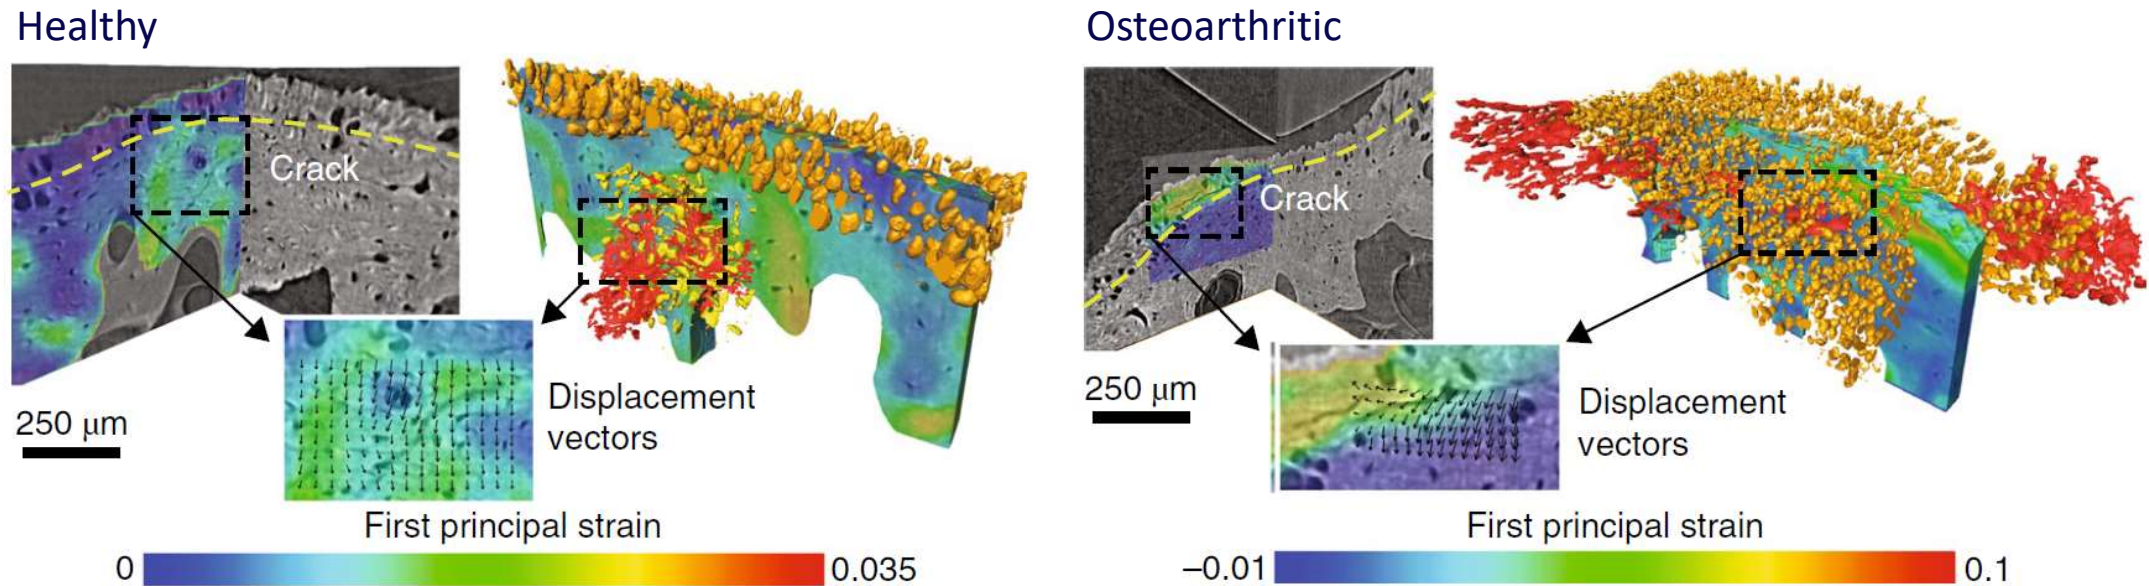 Healthy
Crack
250 μm
Displacement
vectors
First principal strain
0
0.035
Osteoarthritic
Crack
250 μm
Displacement
vectors
First principal strain
–0.01
0.1